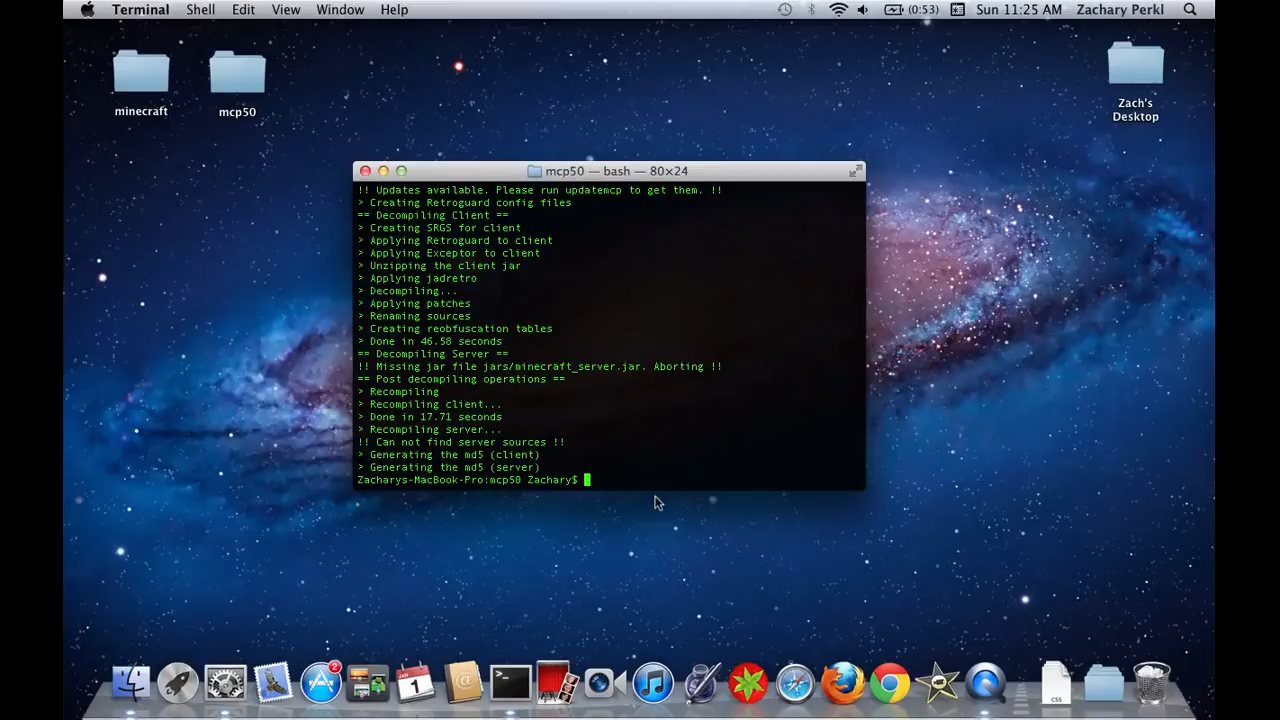 Terminal Shell Edit View Window Help (0:53) Sun 11:25 AM Zachary Perkl
minecraft
mcp50
Zach's
Desktop
mcp50 — bash — 80×24
!! Updates available. Please run updatemcp to get them. !!
> Creating Retroguard config files
== Decompiling Client ==
> Creating SRGS for client
> Applying Retroguard to client
> Applying Exceptor to client
> Unzipping the client jar
> Applying jadretro
> Decompiling...
> Applying patches
> Renaming sources
> Creating reobfuscation tables
> Done in 46.58 seconds
== Decompiling Server ==
!! Missing jar file jars/minecraft_server.jar. Aborting !!
== Post decompiling operations ==
> Recompiling
> Recompiling client...
> Done in 17.71 seconds
> Recompiling server...
!! Can not find server sources !!
> Generating the md5 (client)
> Generating the md5 (server)
Zacharys-MacBook-Pro:mcp50 Zachary$
2
1
>_
@
CSS